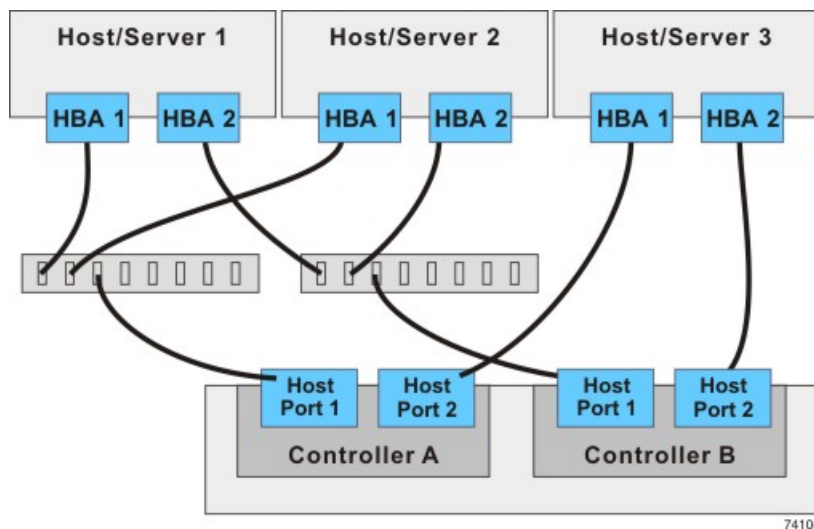 Host/Server 1
Host/Server 2
Host/Server 3
HBA 1
HBA 2
HBA 1
HBA 2
HBA 1
HBA 2
Host
Port 1
Host
Port 2
Host
Port 1
Host
Port 2
Controller A
Controller B
7410